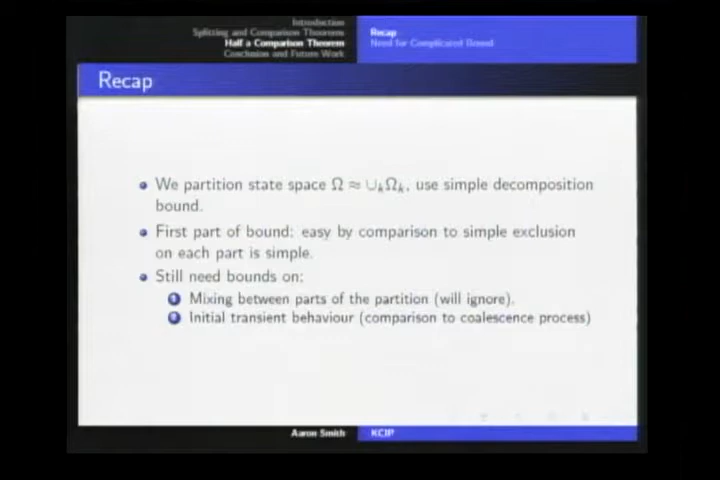 Introduction
Splitting and Comparison Theorems
Half a Comparison Theorem
Conclusion and Future Work
Recap
Need for Complicated Bound
Recap
We partition state space Ω ≈ ∪ₖΩₖ, use simple decomposition
bound.
First part of bound: easy by comparison to simple exclusion
on each part is simple.
Still need bounds on:
1 Mixing between parts of the partition (will ignore).
2 Initial transient behaviour (comparison to coalescence process)
Aaron Smith KCIP